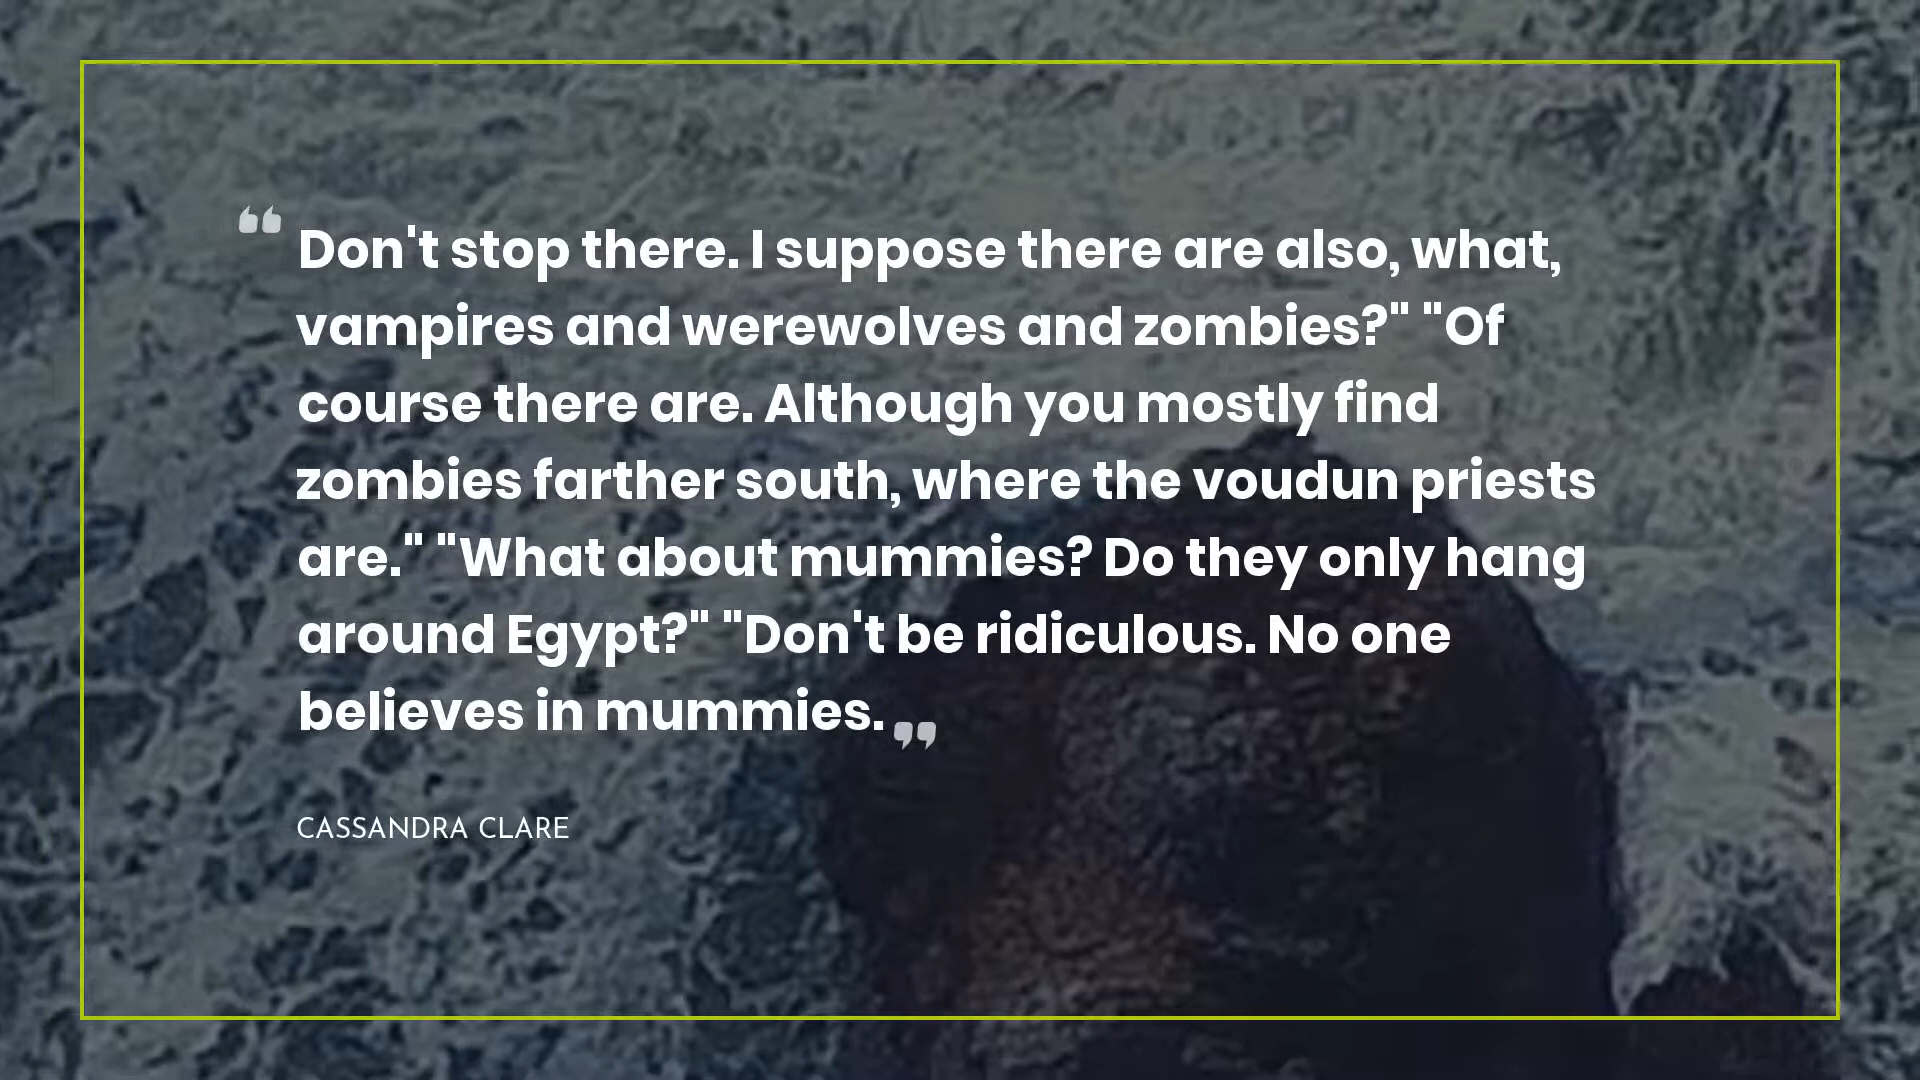 “ Don't stop there. I suppose there are also, what,
vampires and werewolves and zombies?" "Of
course there are. Although you mostly find
zombies farther south, where the voudun priests
are." "What about mummies? Do they only hang
around Egypt?" "Don't be ridiculous. No one
believes in mummies. ”
CASSANDRA CLARE